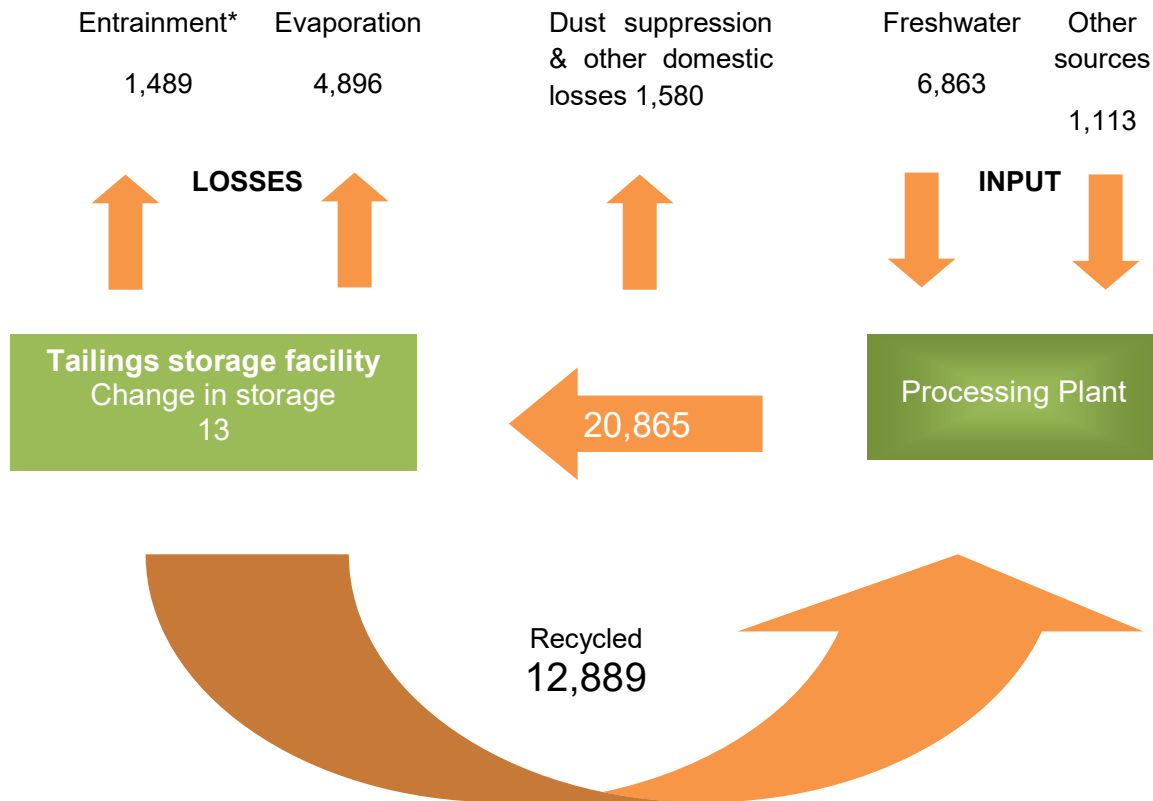 Entrainment*
1,489
Evaporation
4,896
Dust suppression
& other domestic
losses 1,580
Freshwater
6,863
Other
sources
1,113
LOSSES
INPUT
Tailings storage facility
Change in storage
13
20,865
Processing Plant
Recycled
12,889